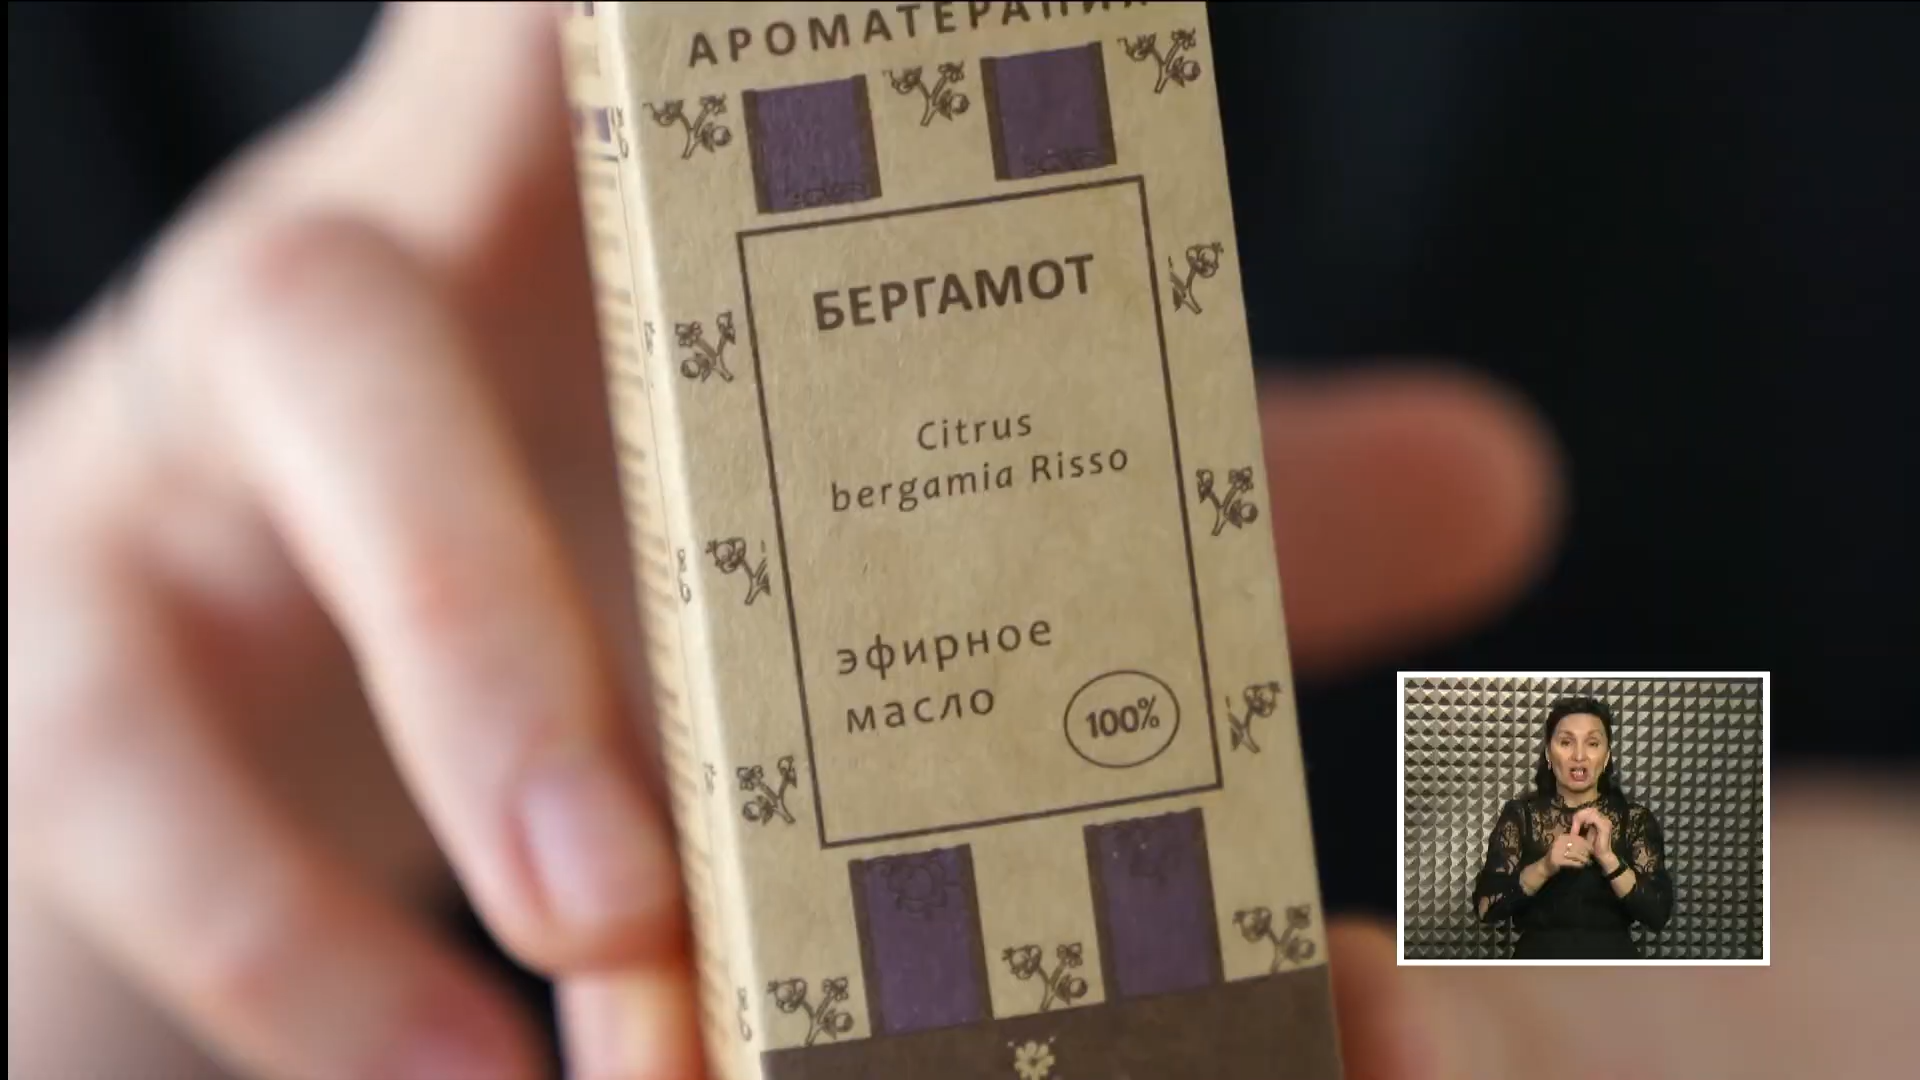 АРОМАТЕРАПИЯ
БЕРГАМОТ
Citrus
bergamia Risso
эфирное
масло
100%